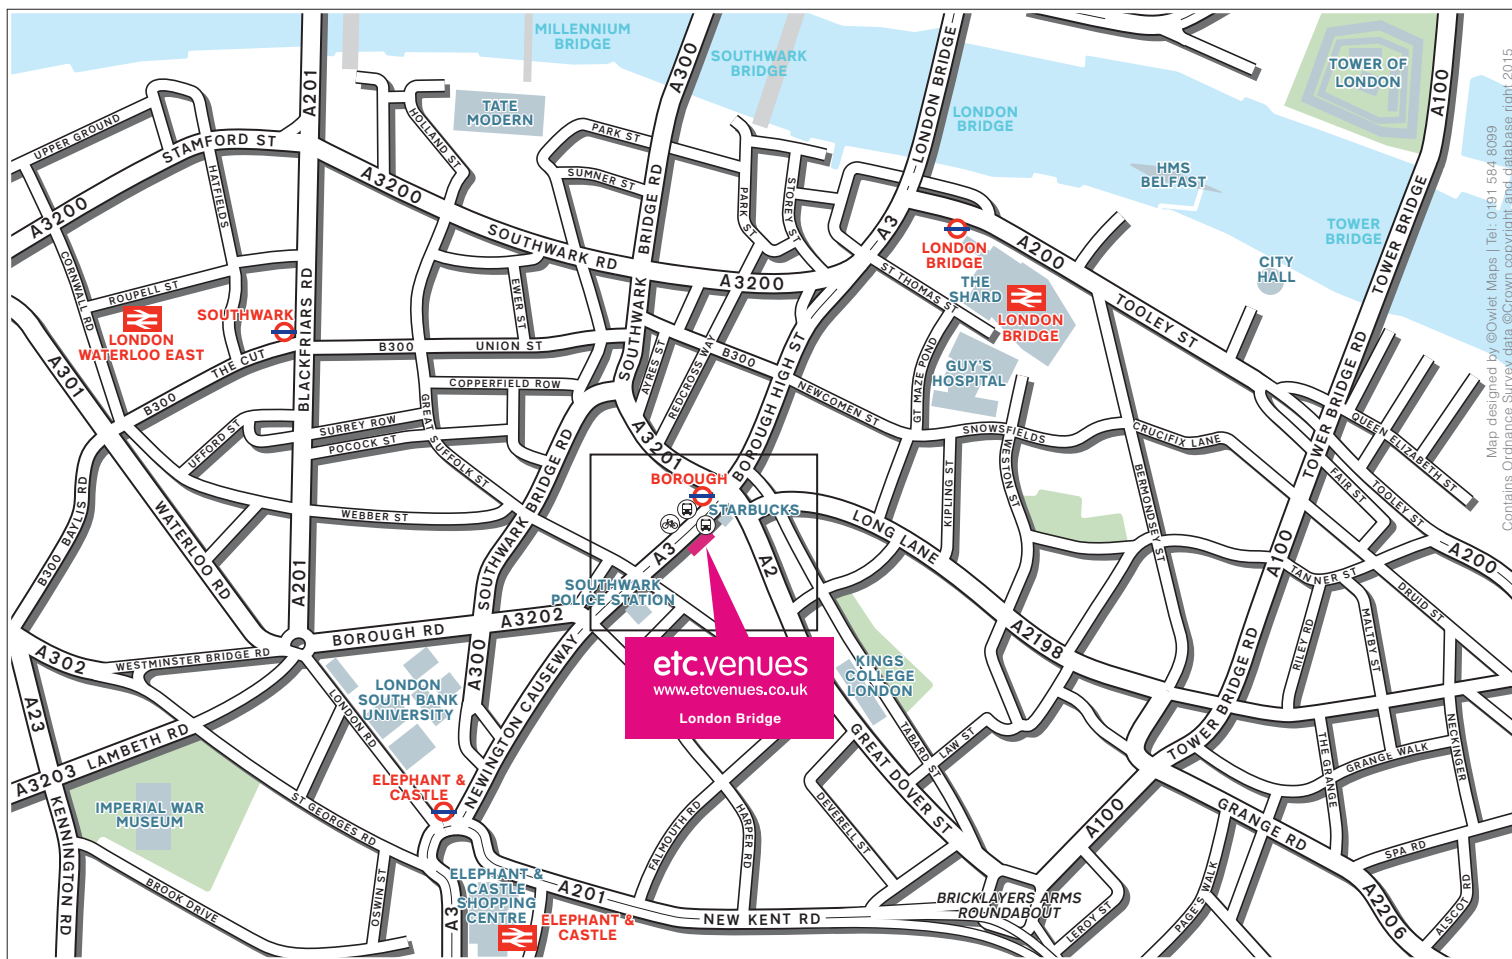 MILLENNIUM
BRIDGE
SOUTHWARK
BRIDGE
A300
LONDON BRIDGE
LONDON
BRIDGE
TOWER OF
LONDON
A100
A201
TATE
MODERN
HOLLAND ST
PARK ST
SUMNER ST
UPPER GROUND
STAMFORD ST
HATFIELDS
A3200
A3200
SOUTHWARK RD
A3200
BRIDGE RD
PARK ST
STOREY ST
A3
HMS
BELFAST
TOWER
BRIDGE
TOWER BRIDGE
CITY
HALL
LONDON
BRIDGE
THE
SHARD
LONDON
BRIDGE
A200
TOOLEY ST
ST THOMAS ST
CORNWALL RD
ROUPELL ST
SOUTHWARK
LONDON
WATERLOO EAST
THE CUT
B300
BLACKFRIARS RD
B300
UNION ST
EWER ST
SOUTHWARK
AYRES ST
REDCROSS WAY
B300
BOROUGH HIGH ST
NEWCOMEN ST
GT MAZE POND
GUY'S
HOSPITAL
SNOWSFIELDS
CRUCIFIX LANE
TOWER BRIDGE RD
QUEEN ELIZABETH ST
FAIR ST
TOOLEY ST
A200
A301
COPPERFIELD ROW
SURREY ROW
POCOCK ST
UFFORD ST
GREAT SUFFOLK ST
WEBBER ST
B300 BAYLIS RD
WATERLOO RD
A201
SOUTHWARK BRIDGE RD
A3201
BOROUGH
STARBUCKS
A3
A2
LONG LANE
KIPLING ST
WESTON ST
BERMONDSEY ST
A100
TANNER ST
DRUID ST
MALTBY ST
RILEY RD
SOUTHWARK
POLICE STATION
A3202
BOROUGH RD
A302
WESTMINSTER BRIDGE RD
A23
A3203
LAMBETH RD
LONDON
SOUTH BANK
UNIVERSITY
LONDON RD
A300
NEWINGTON CAUSEWAY
etc.venues
www.etcvenues.co.uk
London Bridge
KINGS
COLLEGE
LONDON
A2198
TABARD ST
LAW ST
GREAT DOVER ST
TOWER BRIDGE RD
THE GRANGE
GRANGE WALK
NECKINGER
IMPERIAL WAR
MUSEUM
KENNINGTON RD
ST GEORGES RD
ELEPHANT &
CASTLE
BROOK DRIVE
OSWIN ST
ELEPHANT &
CASTLE
SHOPPING
CENTRE
A3
ELEPHANT &
CASTLE
A201
NEW KENT RD
FALMOUTH RD
HARPER RD
DEVERELL ST
BRICKLAYERS ARMS
ROUNDABOUT
A100
LEROY ST
PAGE'S WALK
GRANGE RD
SPA RD
ALSCOT RD
A2206
Map designed by ©Owlet Maps | Tel: 0191 584 8099
Contains Ordnance Survey data ©Crown copyright and database right 2015